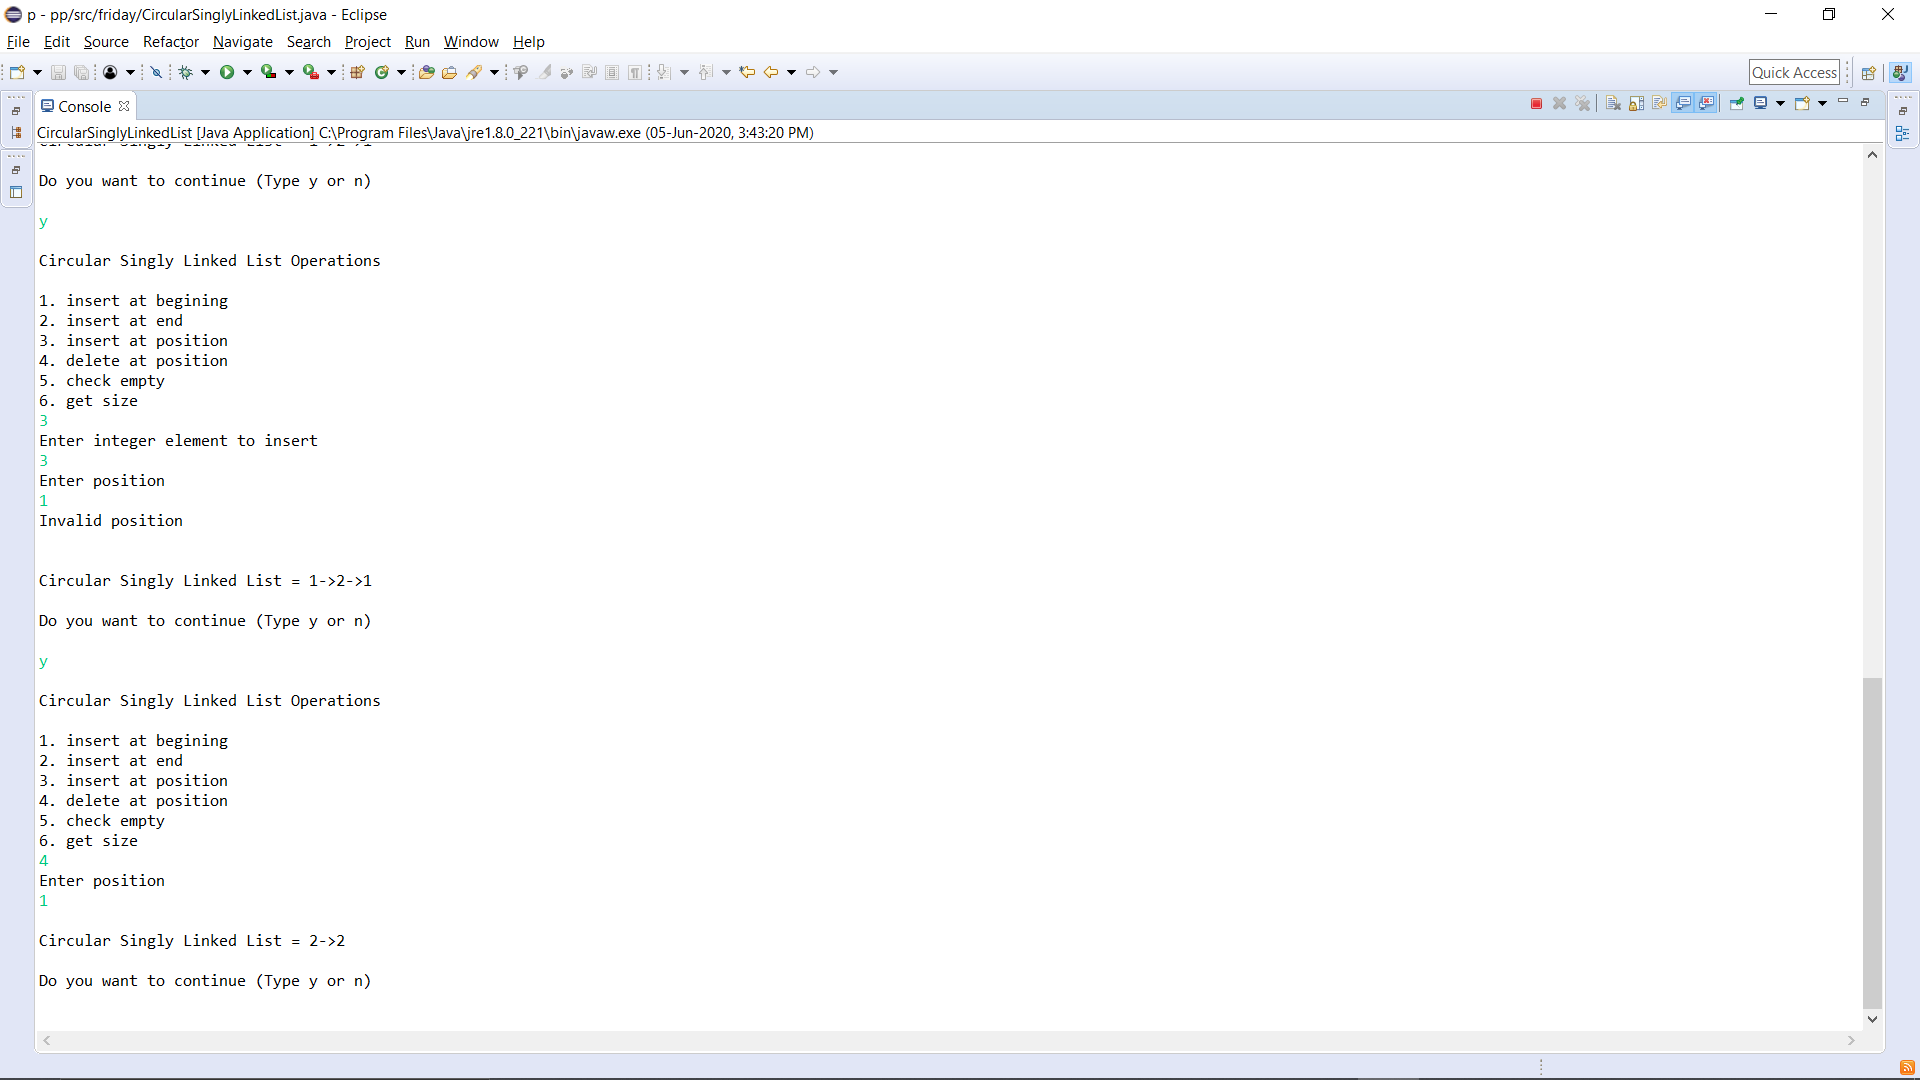 p - pp/src/friday/CircularSinglyLinkedList.java - Eclipse
File Edit Source Refactor Navigate Search Project Run Window Help
Quick Access
Console
CircularSinglyLinkedList [Java Application] C:\Program Files\Java\jre1.8.0_221\bin\javaw.exe (05-Jun-2020, 3:43:20 PM)
Circular Singly Linked List = 1->2->1
Do you want to continue (Type y or n)
y
Circular Singly Linked List Operations
1. insert at begining
2. insert at end
3. insert at position
4. delete at position
5. check empty
6. get size
3
Enter integer element to insert
3
Enter position
1
Invalid position
Circular Singly Linked List = 1->2->1
Do you want to continue (Type y or n)
y
Circular Singly Linked List Operations
1. insert at begining
2. insert at end
3. insert at position
4. delete at position
5. check empty
6. get size
4
Enter position
1
Circular Singly Linked List = 2->2
Do you want to continue (Type y or n)